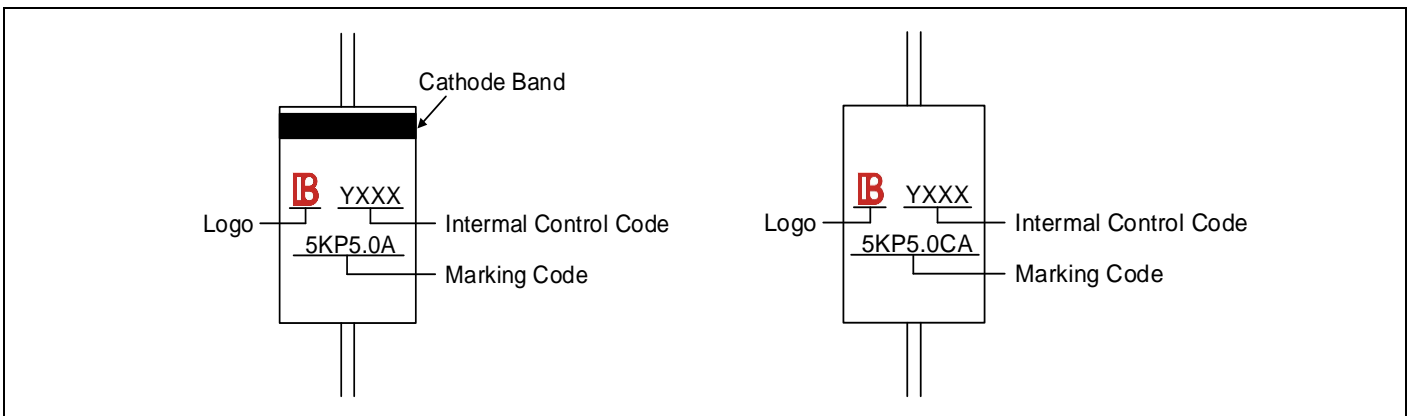 Cathode Band
B YXXX
Logo
Intermal Control Code
5KP5.0A
Marking Code
B YXXX
Logo
Intermal Control Code
5KP5.0CA
Marking Code